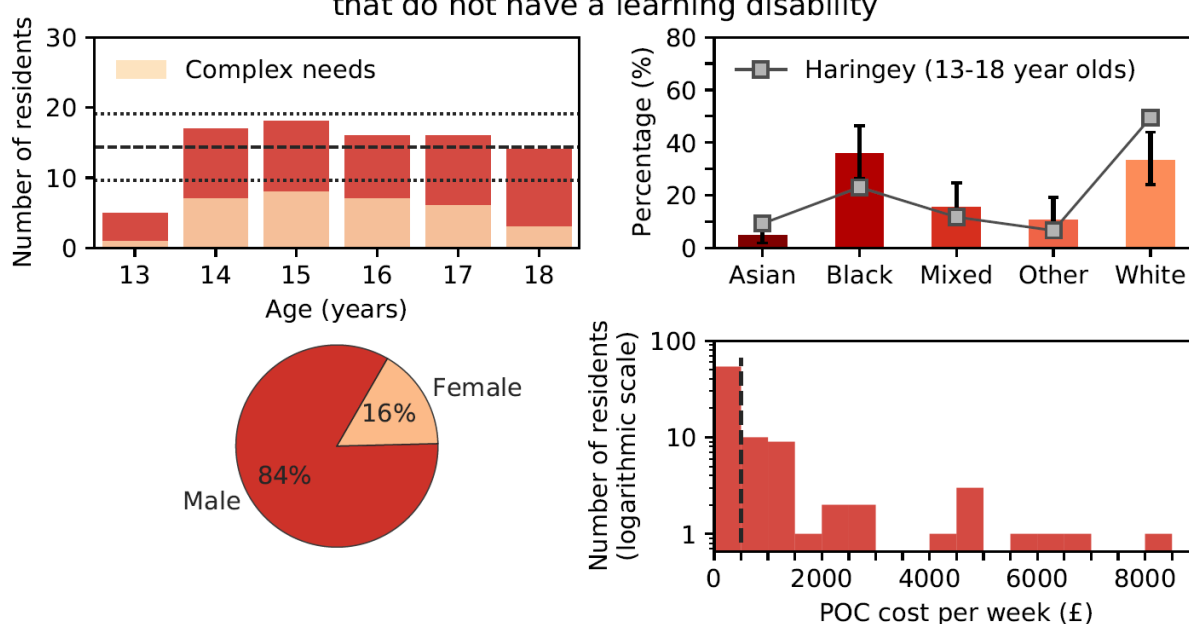 that do not have a learning disability
Number of residents
30
20
10
0
Complex needs
13 14 15 16 17 18
Age (years)
Percentage (%)
80
60
40
20
0
Haringey (13-18 year olds)
Asian Black Mixed Other White
Female
16%
84%
Male
Number of residents
(logarithmic scale)
100
10
1
0 2000 4000 6000 8000
POC cost per week (£)